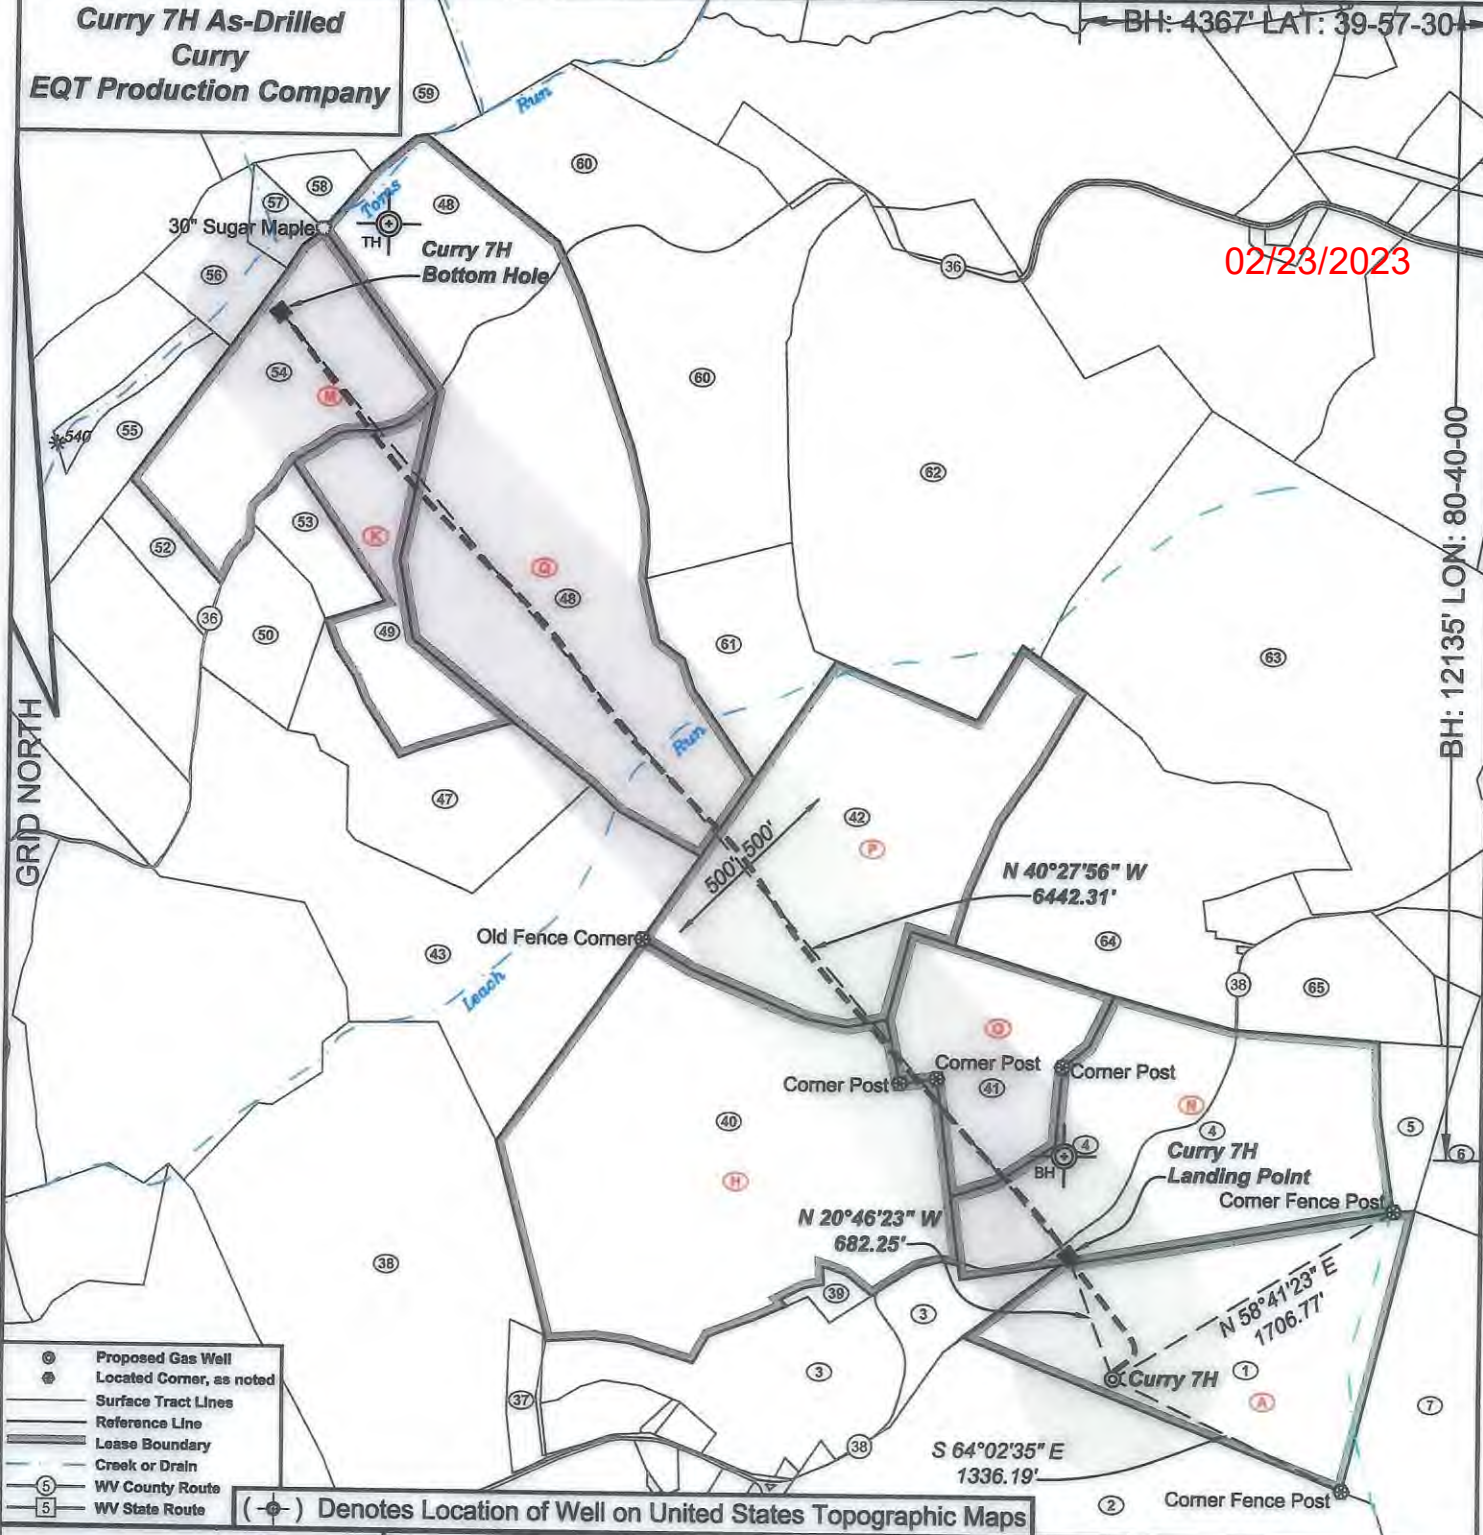 Curry 7H As-Drilled
Curry
EQT Production Company
BH: 4367' LAT: 39-57-30
59
Run
60
58
57
Toms
48
30" Sugar Maple
TH
Curry 7H
Bottom Hole
56
36
02/23/2023
54
M
60
55
540
62
BH: 12135' LON: 80-40-00
53
K
52
Q
48
36
50
49
61
63
GRID NORTH
Run
47
42
P
500' 500'
N 40°27'56" W
6442.31'
Old Fence Corner
64
43
38
65
Leach
O
Corner Post
Corner Post
Corner Post
41
40
N
4
5
4
6
BH
Curry 7H
Landing Point
H
Corner Fence Post
N 20°46'23" W
682.25'
38
39
3
N 58°41'23" E
1706.77'
3
Curry 7H
1
A
7
37
38
S 64°02'35" E
1336.19'
2
Corner Fence Post
Proposed Gas Well
Located Corner, as noted
Surface Tract Lines
Reference Line
Lease Boundary
Creek or Drain
5 WV County Route
5 WV State Route
( ) Denotes Location of Well on United States Topographic Maps